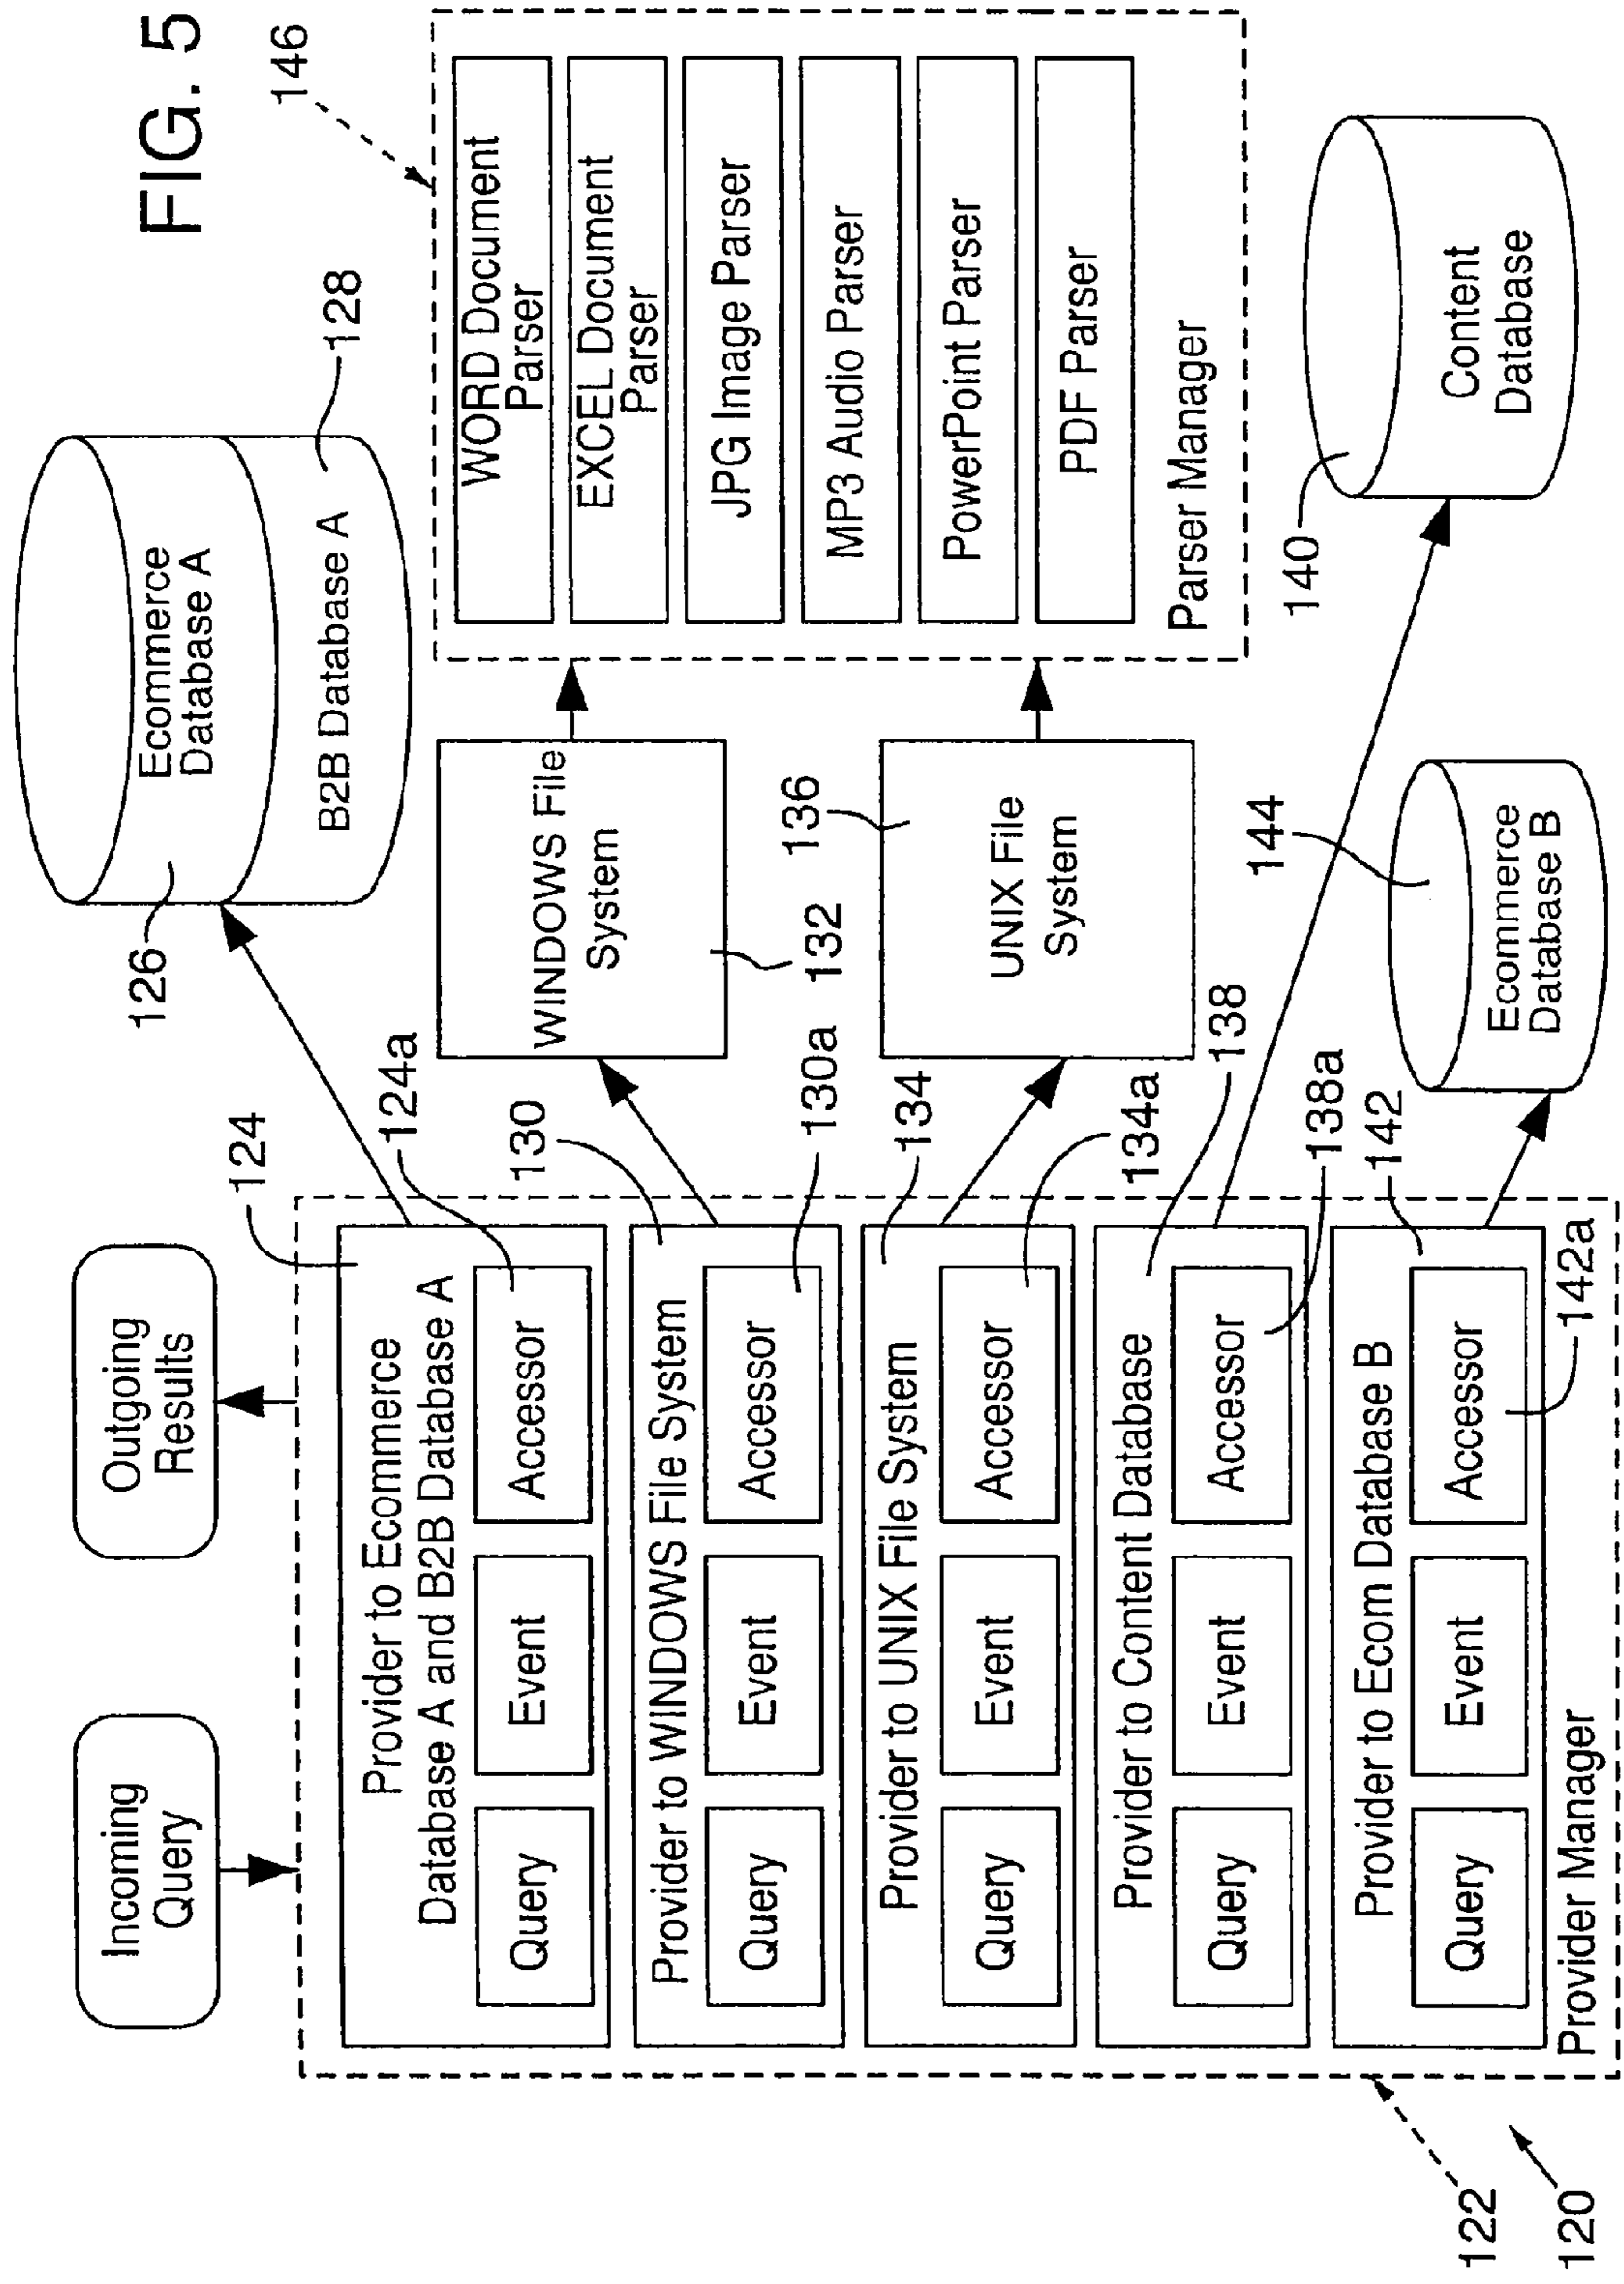 FIG. 5
Incoming
Query
Outgoing
Results
124
Provider to Ecommerce
Database A and B2B Database A
Query
Event
Accessor
124a
Provider to WINDOWS File System
130
Query
Event
Accessor
130a
Provider to UNIX File System
134
Query
Event
Accessor
134a
Provider to Content Database
138
Query
Event
Accessor
138a
Provider to Ecom Database B
142
Query
Event
Accessor
142a
Provider Manager
122
120
126
Ecommerce
Database A
B2B Database A
128
WINDOWS File
System
132
136
UNIX File
System
146
WORD Document
Parser
EXCEL Document
Parser
JPG Image Parser
MP3 Audio Parser
PowerPoint Parser
PDF Parser
Parser Manager
140
Content
Database
144
Ecommerce
Database B